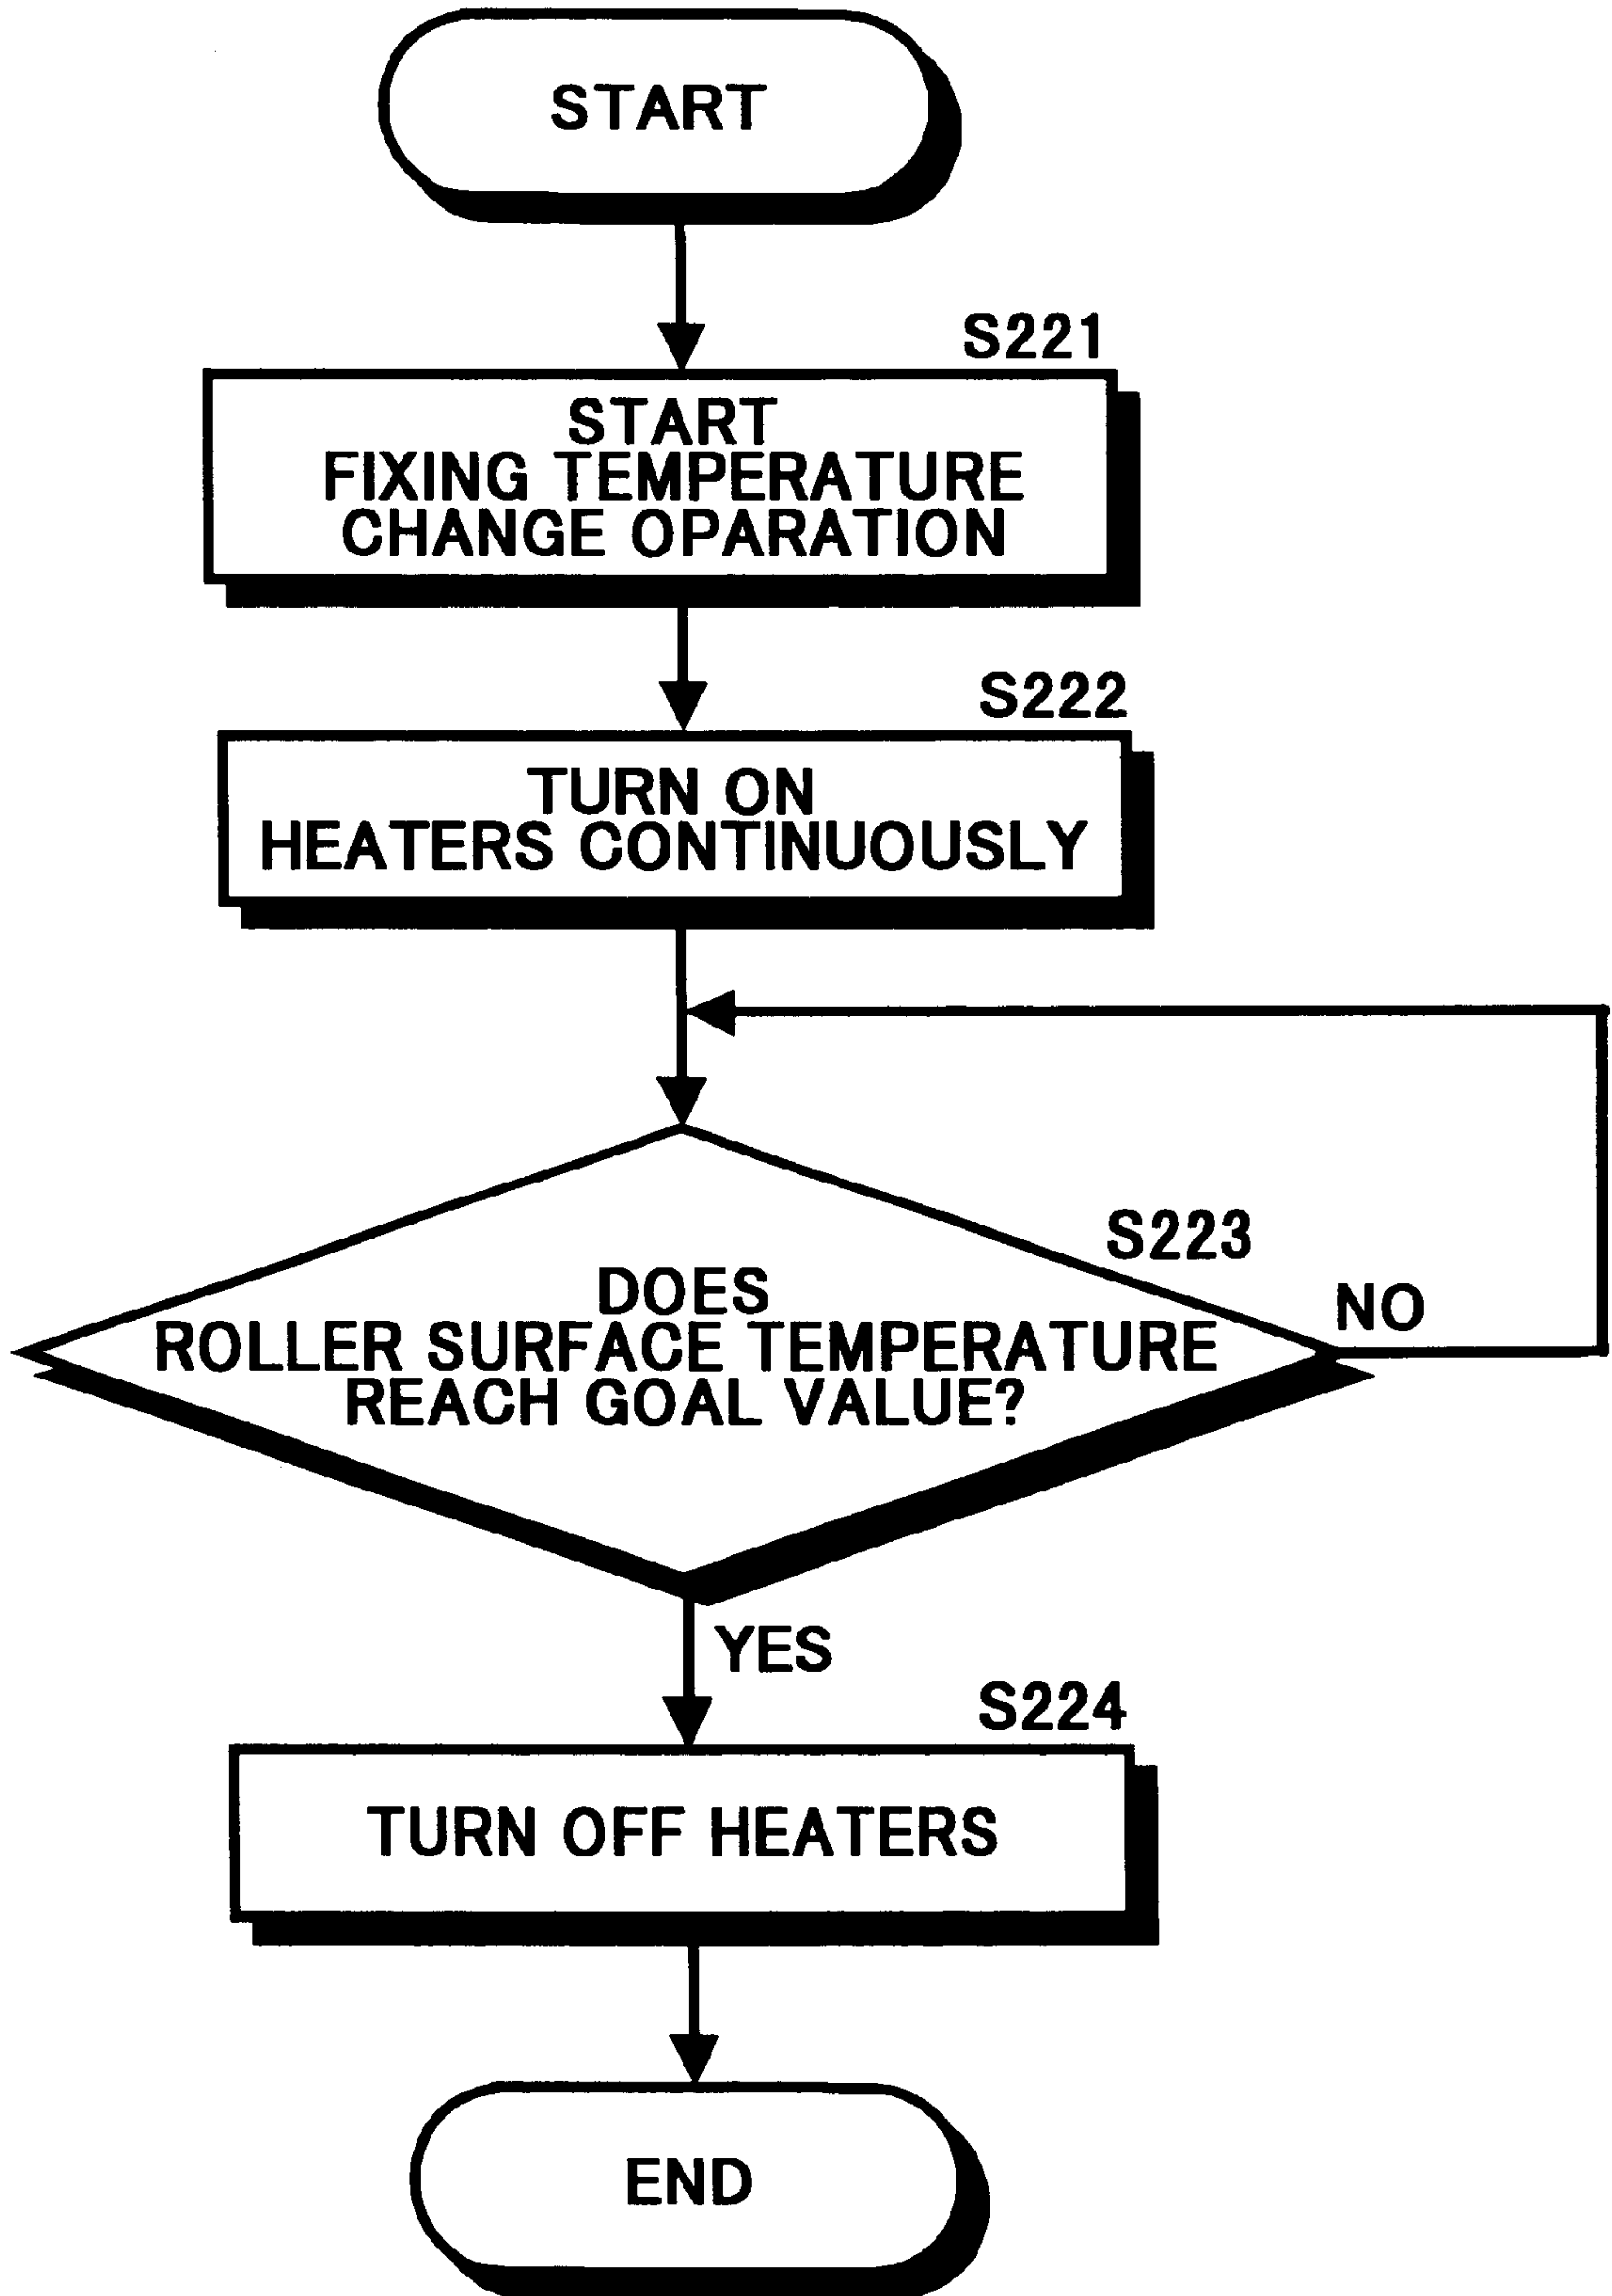 START
S221
START
FIXING TEMPERATURE
CHANGE OPARATION
S222
TURN ON
HEATERS CONTINUOUSLY
S223
DOES
ROLLER SURFACE TEMPERATURE
REACH GOAL VALUE?
NO
YES
S224
TURN OFF HEATERS
END